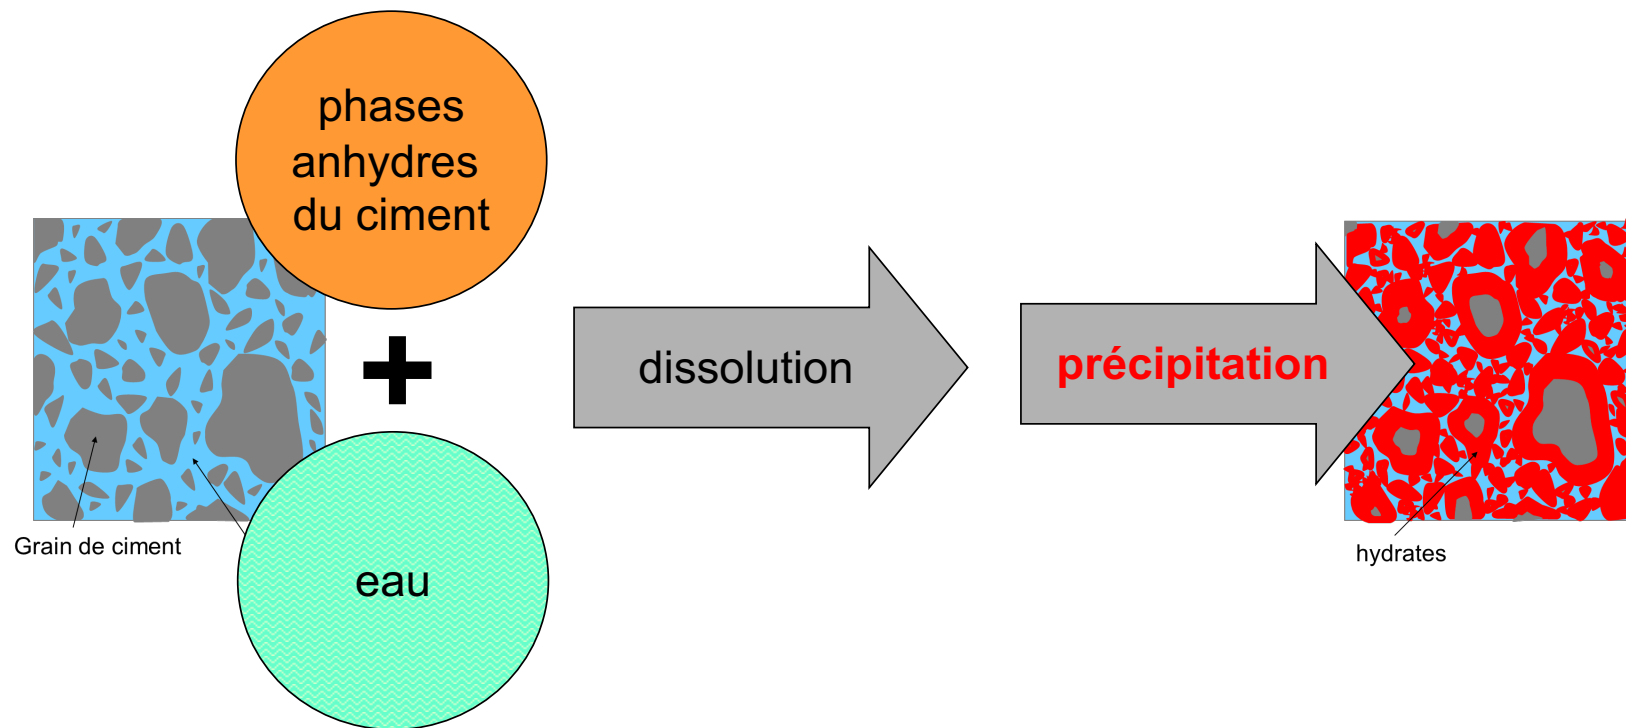 phases
anhydres
du ciment
Grain de ciment
eau
dissolution
précipitation
hydrates